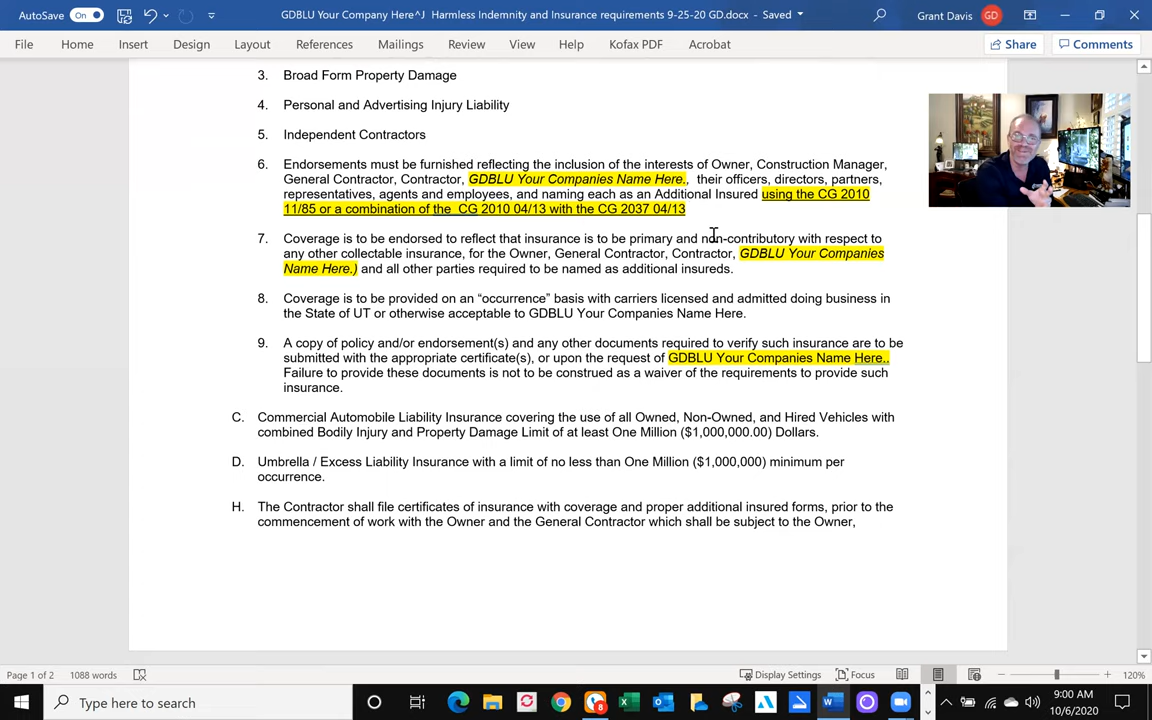 AutoSave On GDBLU Your Company Here^J Harmless Indemnity and Insurance requirements 9-25-20 GD.docx - Saved Grant Davis GD
File Home Insert Design Layout References Mailings Review View Help Kofax PDF Acrobat Share Comments
3. Broad Form Property Damage
4. Personal and Advertising Injury Liability
5. Independent Contractors
6. Endorsements must be furnished reflecting the inclusion of the interests of Owner, Construction Manager,
General Contractor, Contractor, GDBLU Your Companies Name Here., their officers, directors, partners,
representatives, agents and employees, and naming each as an Additional Insured using the CG 2010
11/85 or a combination of the CG 2010 04/13 with the CG 2037 04/13
7. Coverage is to be endorsed to reflect that insurance is to be primary and non-contributory with respect to
any other collectable insurance, for the Owner, General Contractor, Contractor, GDBLU Your Companies
Name Here.) and all other parties required to be named as additional insureds.
8. Coverage is to be provided on an “occurrence” basis with carriers licensed and admitted doing business in
the State of UT or otherwise acceptable to GDBLU Your Companies Name Here.
9. A copy of policy and/or endorsement(s) and any other documents required to verify such insurance are to be
submitted with the appropriate certificate(s), or upon the request of GDBLU Your Companies Name Here..
Failure to provide these documents is not to be construed as a waiver of the requirements to provide such
insurance.
C. Commercial Automobile Liability Insurance covering the use of all Owned, Non-Owned, and Hired Vehicles with
combined Bodily Injury and Property Damage Limit of at least One Million ($1,000,000.00) Dollars.
D. Umbrella / Excess Liability Insurance with a limit of no less than One Million ($1,000,000) minimum per
occurrence.
H. The Contractor shall file certificates of insurance with coverage and proper additional insured forms, prior to the
commencement of work with the Owner and the General Contractor which shall be subject to the Owner,
Page 1 of 2 1088 words Display Settings Focus 120%
Type here to search 9:00 AM
10/6/2020